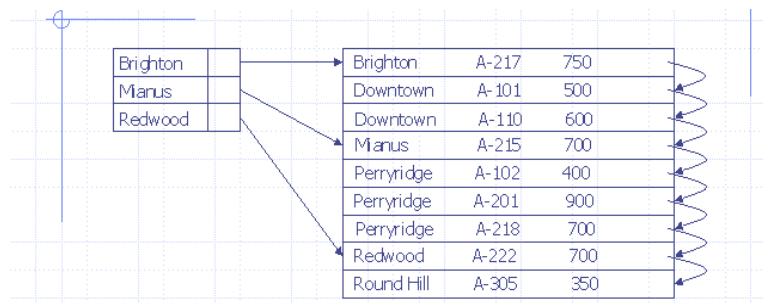 Brighton
Mianus
Redwood
Brighton A-217 750
Downtown A-101 500
Downtown A-110 600
Mianus A-215 700
Perryridge A-102 400
Perryridge A-201 900
Perryridge A-218 700
Redwood A-222 700
Round Hill A-305 350